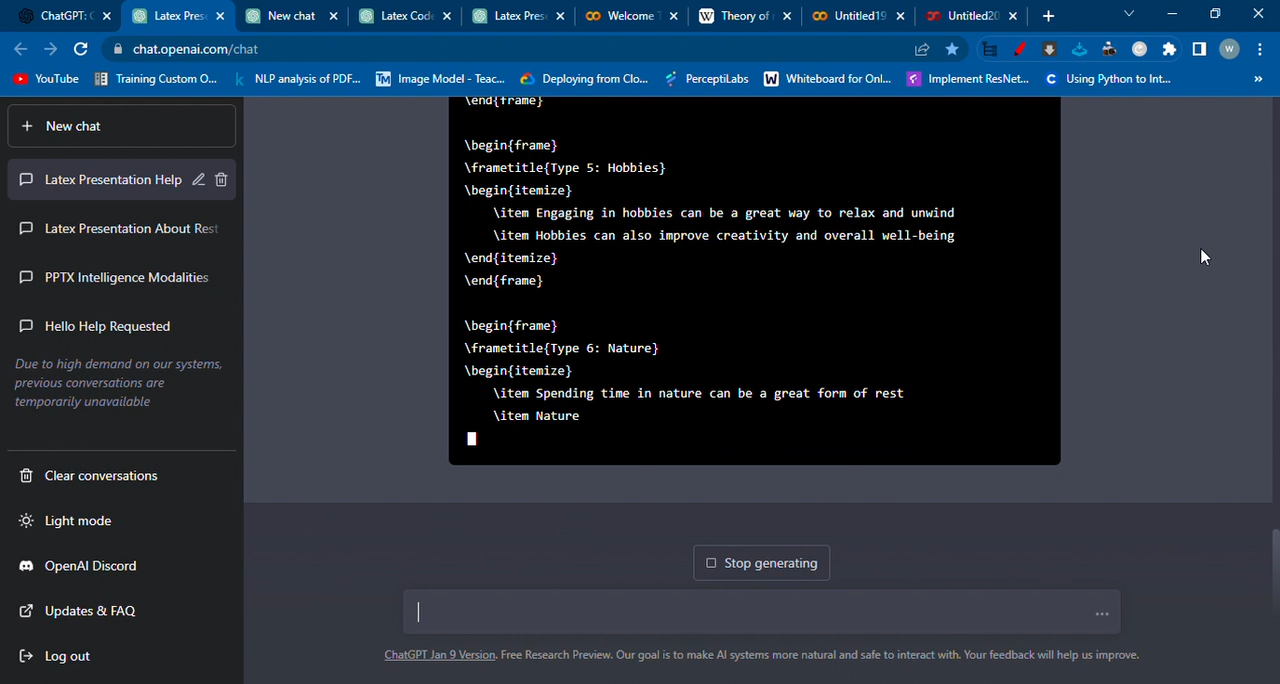 ChatGPT:
Latex Pres
New chat
Latex Cod
Latex Pres
Welcome T
Theory of
Untitled19
Untitled20
chat.openai.com/chat
W
YouTube
Training Custom O...
NLP analysis of PDF...
Image Model - Teac...
Deploying from Clo...
PerceptiLabs
Whiteboard for Onl...
Implement ResNet...
Using Python to Int...
New chat
Latex Presentation Help
Latex Presentation About Rest
PPTX Intelligence Modalities
Hello Help Requested
Due to high demand on our systems,
previous conversations are
temporarily unavailable
Clear conversations
Light mode
OpenAI Discord
Updates & FAQ
Log out
\end{frame}
\begin{frame}
\frametitle{Type 5: Hobbies}
\begin{itemize}
\item Engaging in hobbies can be a great way to relax and unwind
\item Hobbies can also improve creativity and overall well-being
\end{itemize}
\end{frame}
\begin{frame}
\frametitle{Type 6: Nature}
\begin{itemize}
\item Spending time in nature can be a great form of rest
\item Nature
Stop generating
ChatGPT Jan 9 Version. Free Research Preview. Our goal is to make AI systems more natural and safe to interact with. Your feedback will help us improve.